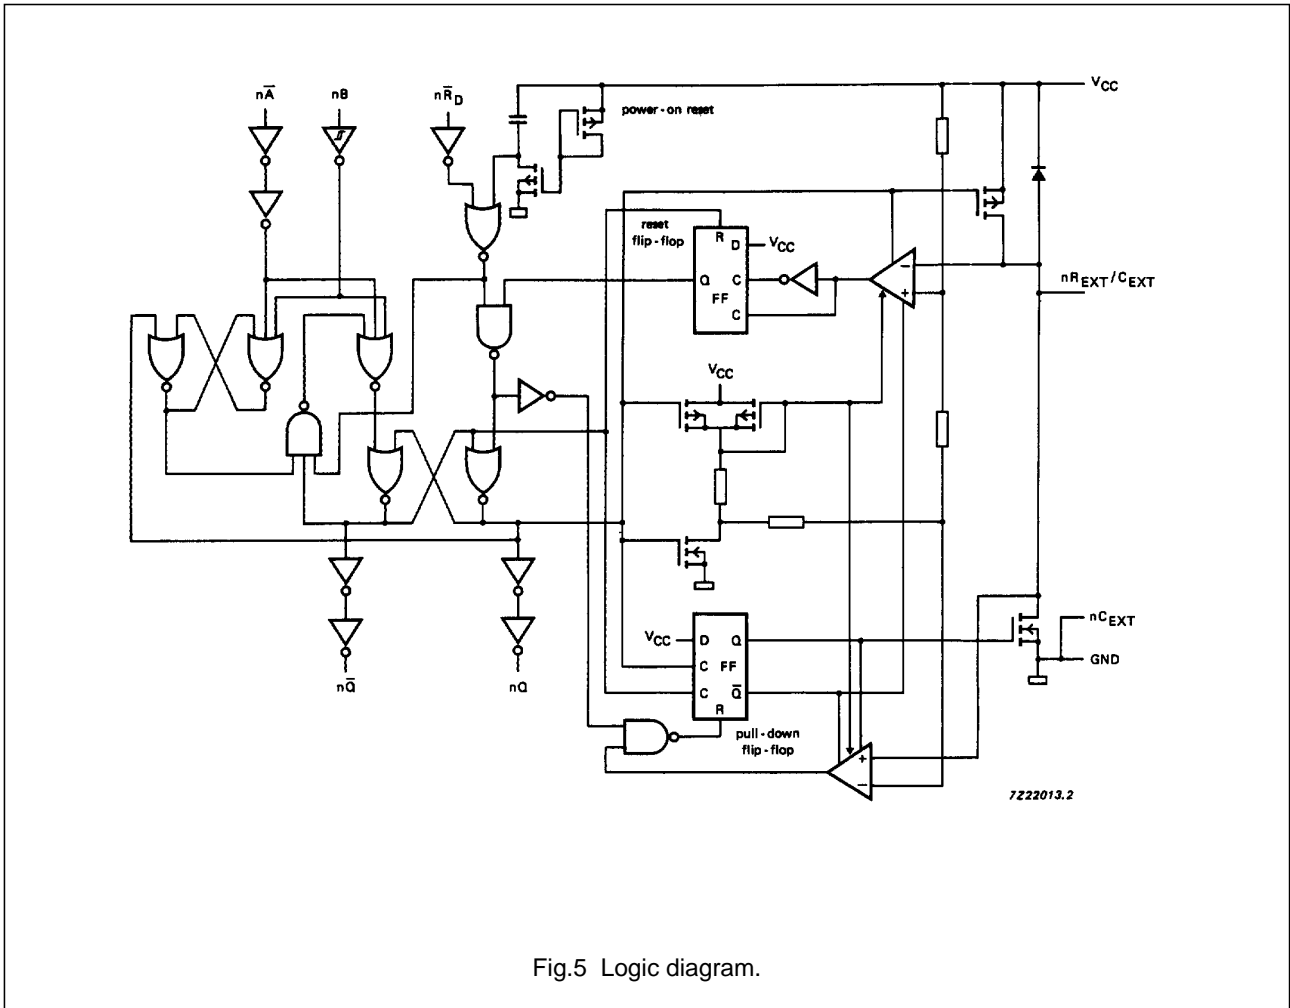 VCC
nA̅
nB
nR̅D
power-on reset
reset
flip-flop
R
D
VCC
Q
C
FF
C
−
+
nREXT/CEXT
VCC
VCC
D
Q
C
FF
C
Q̅
R
pull-down
flip-flop
nCEXT
GND
nQ̅
nQ
+
−
7Z22013.2
Fig.5 Logic diagram.